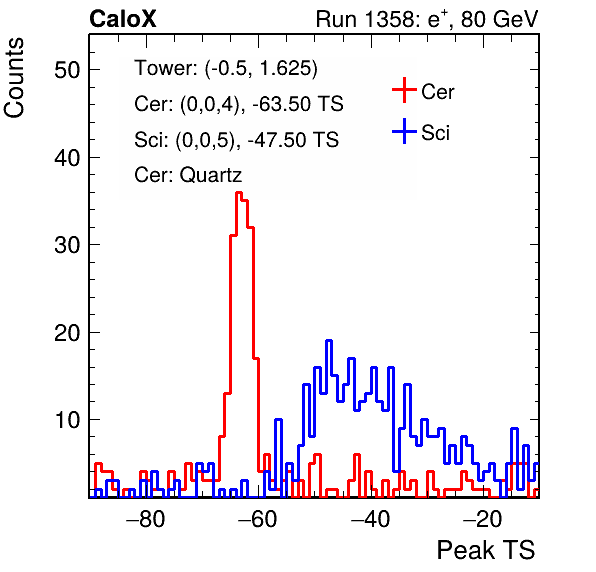 CaloX Run 1358: e⁺, 80 GeV
Counts
50
40
30
20
10
Tower: (-0.5, 1.625)
Cer: (0,0,4), -63.50 TS
Sci: (0,0,5), -47.50 TS
Cer: Quartz
Cer
Sci
−80 −60 −40 −20
Peak TS